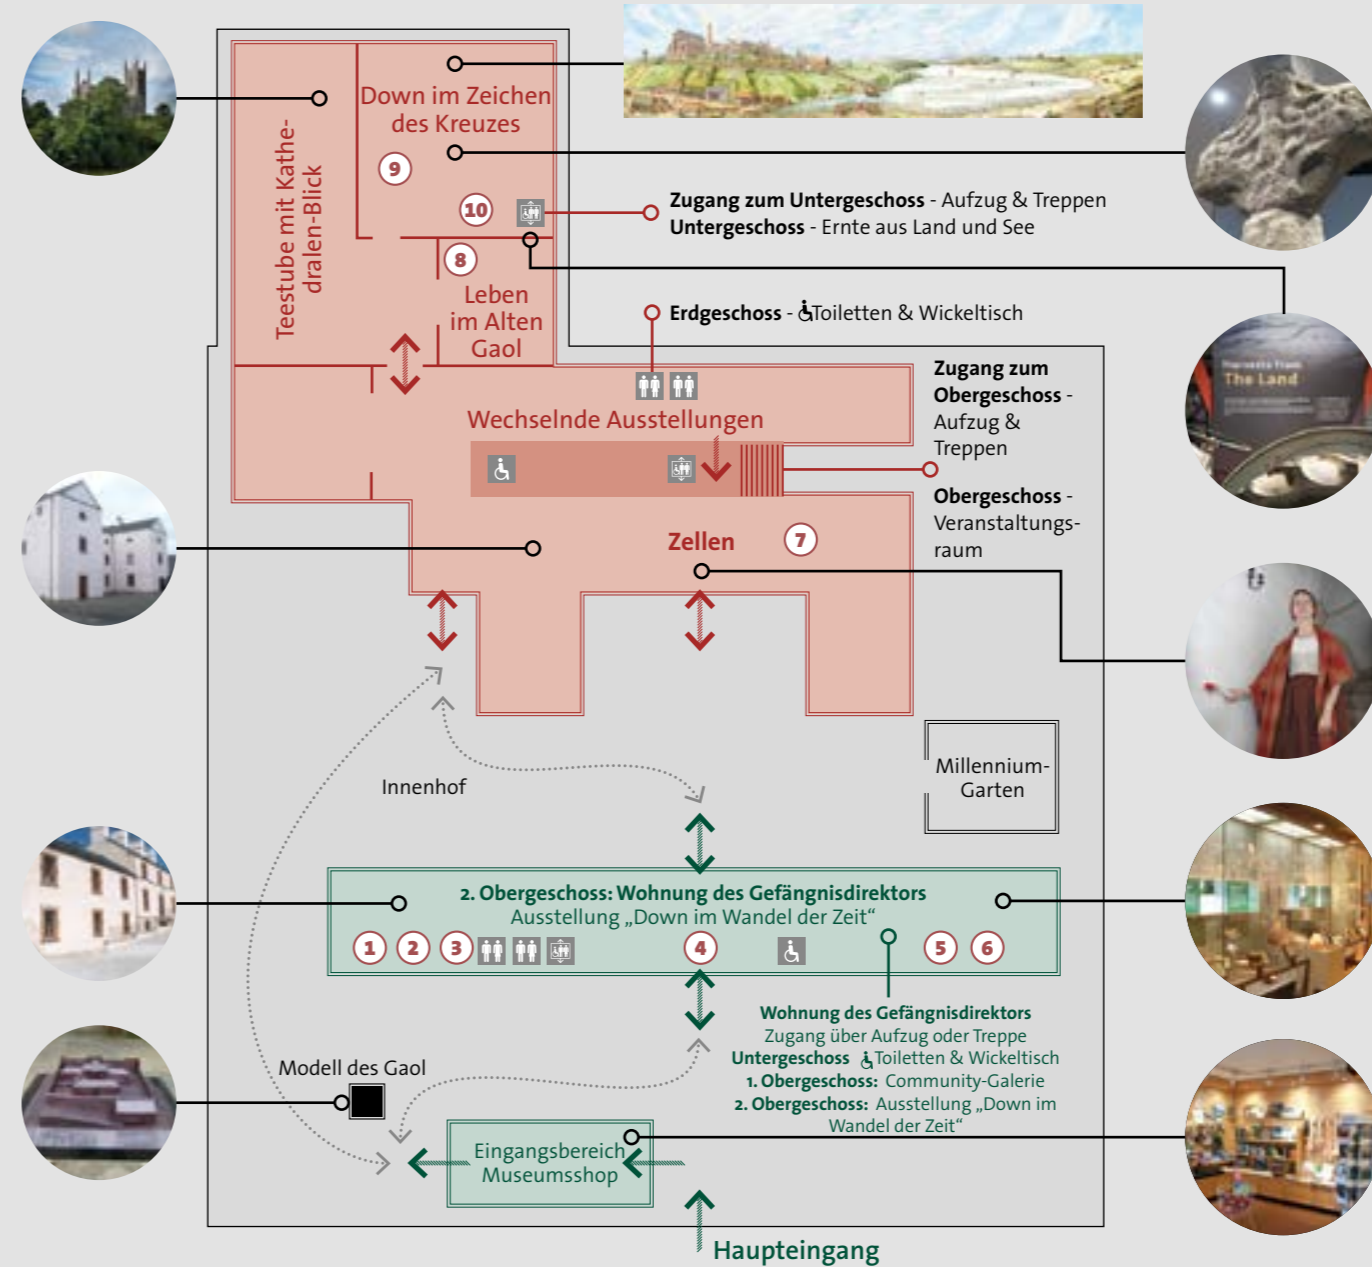 Down im Zeichen
des Kreuzes
Teestube mit Kathe-
dralen-Blick
9
10
8
Leben
im Alten
Gaol
Zugang zum Untergeschoss - Aufzug & Treppen
Untergeschoss - Ernte aus Land und See
Erdgeschoss - Toiletten & Wickeltisch
The Land
Wechselnde Ausstellungen
Zugang zum
Obergeschoss -
Aufzug &
Treppen
Obergeschoss -
Veranstaltungs-
raum
Zellen
7
Innenhof
Millennium-
Garten
2. Obergeschoss: Wohnung des Gefängnisdirektors
Ausstellung „Down im Wandel der Zeit“
1
2
3
4
5
6
Wohnung des Gefängnisdirektors
Zugang über Aufzug oder Treppe
Untergeschoss Toiletten & Wickeltisch
1. Obergeschoss: Community-Galerie
2. Obergeschoss: Ausstellung „Down im
Wandel der Zeit“
Modell des Gaol
Eingangsbereich
Museumsshop
Haupteingang